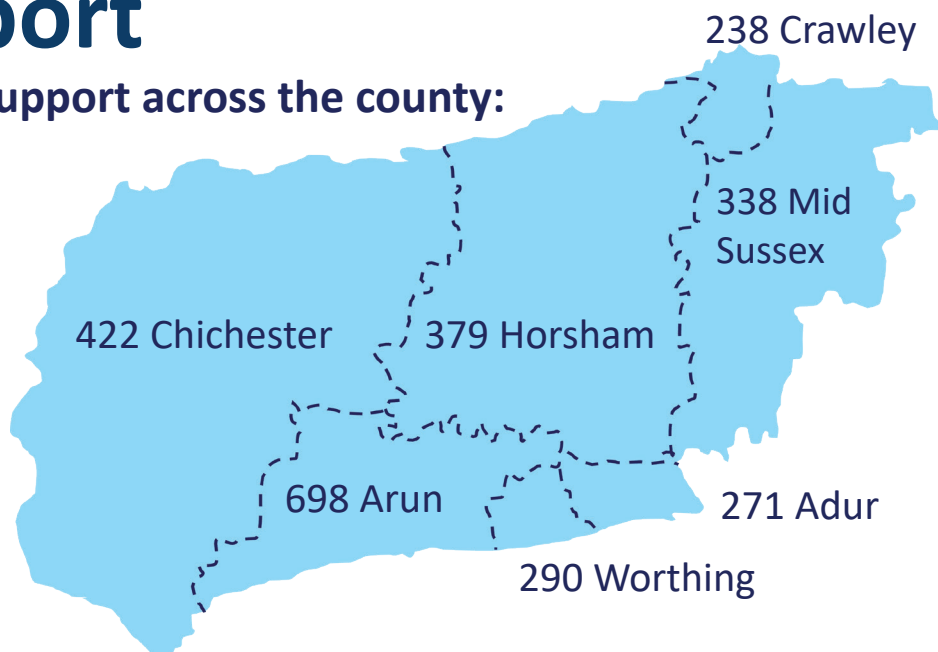 port
upport across the county:
238 Crawley
338 Mid
Sussex
422 Chichester
379 Horsham
698 Arun
271 Adur
290 Worthing